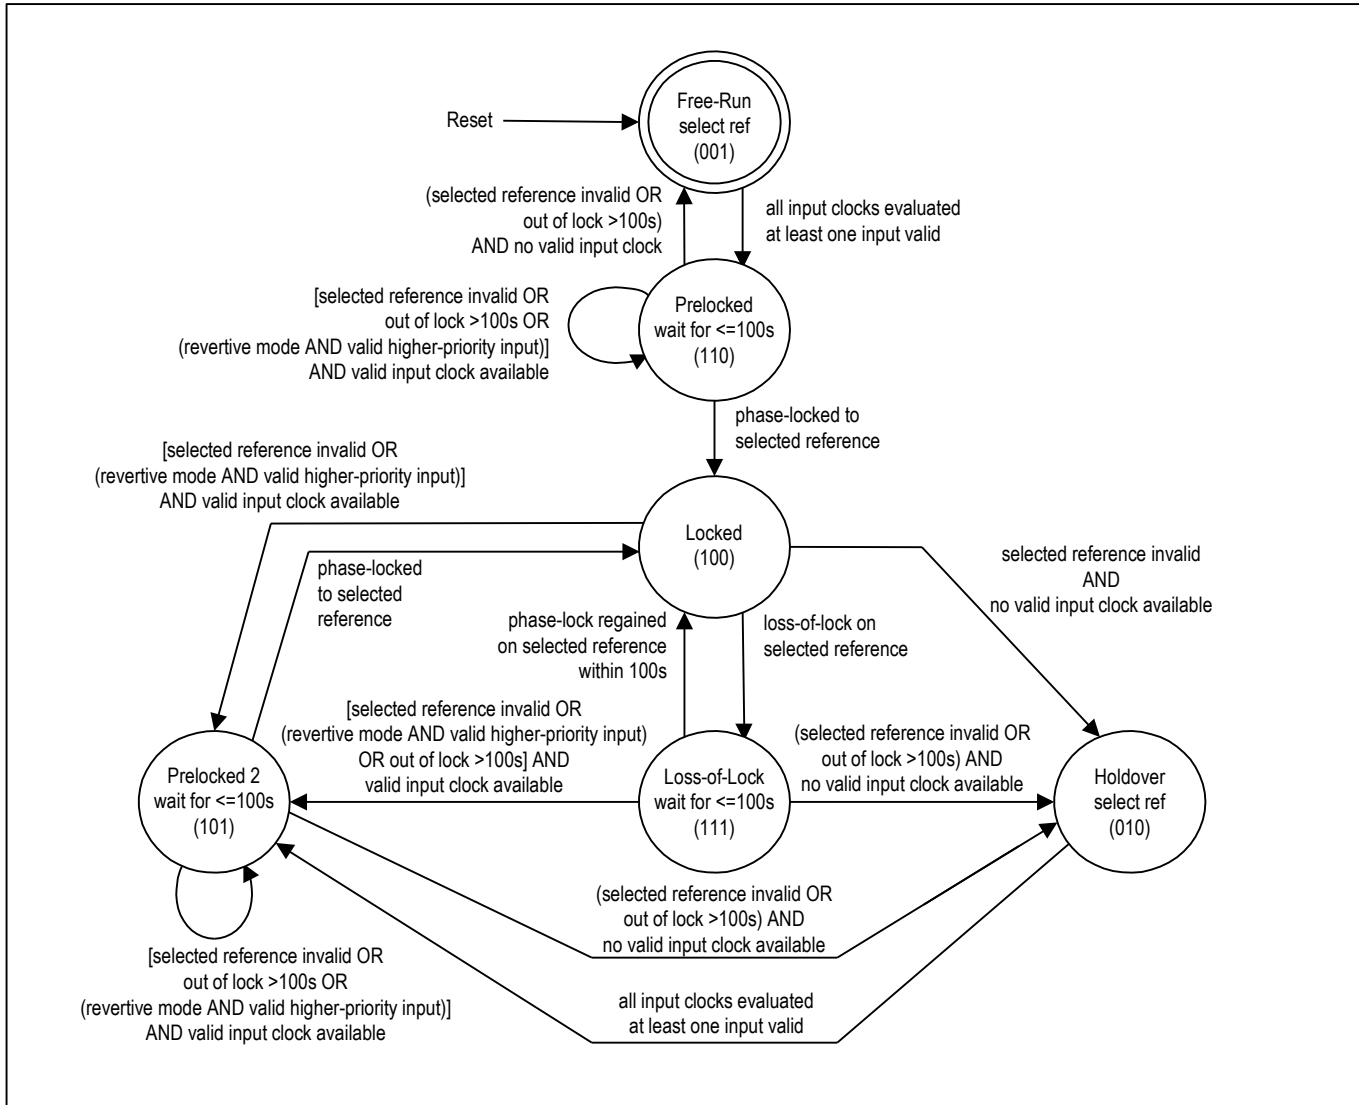 Free-Run
select ref
(001)
Reset
(selected reference invalid OR
out of lock >100s)
AND no valid input clock
all input clocks evaluated
at least one input valid
[selected reference invalid OR
out of lock >100s OR
(revertive mode AND valid higher-priority input)]
AND valid input clock available
Prelocked
wait for <=100s
(110)
phase-locked to
selected reference
[selected reference invalid OR
(revertive mode AND valid higher-priority input)]
AND valid input clock available
Locked
(100)
phase-locked
to selected
reference
selected reference invalid
AND
no valid input clock available
phase-lock regained
on selected reference
within 100s
loss-of-lock on
selected reference
[selected reference invalid OR
(revertive mode AND valid higher-priority input)
OR out of lock >100s] AND
valid input clock available
(selected reference invalid OR
out of lock >100s) AND
no valid input clock available
Prelocked 2
wait for <=100s
(101)
Loss-of-Lock
wait for <=100s
(111)
Holdover
select ref
(010)
(selected reference invalid OR
out of lock >100s) AND
no valid input clock available
[selected reference invalid OR
out of lock >100s OR
(revertive mode AND valid higher-priority input)]
AND valid input clock available
all input clocks evaluated
at least one input valid